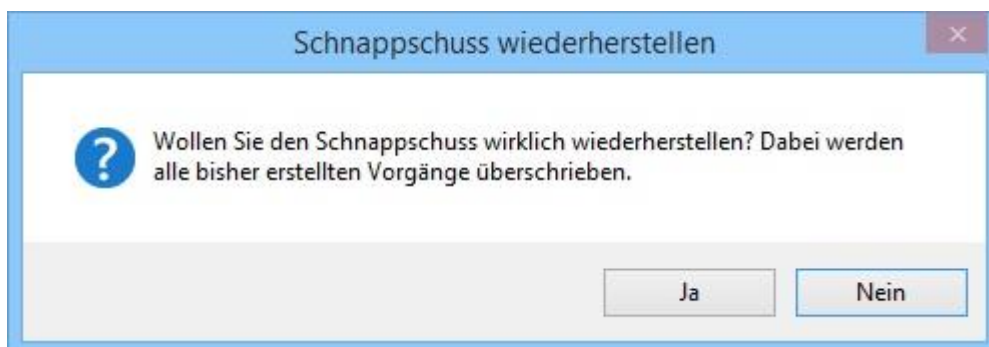 Schnappschuss wiederherstellen
Wollen Sie den Schnappschuss wirklich wiederherstellen? Dabei werden
alle bisher erstellten Vorgänge überschrieben.
Ja
Nein